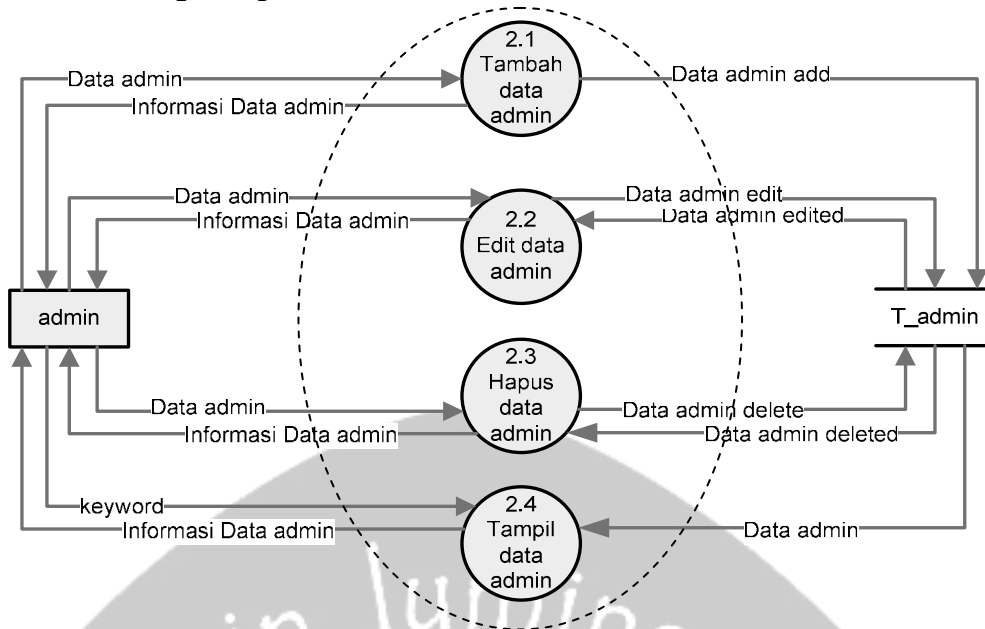 2.1
Tambah
data
admin
Data admin
Data admin add
Informasi Data admin
Data admin
Data admin edit
Informasi Data admin
Data admin edited
2.2
Edit data
admin
admin
T_admin
2.3
Hapus
data
admin
Data admin
Data admin delete
Informasi Data admin
Data admin deleted
2.4
Tampil
data
admin
keyword
Informasi Data admin
Data admin
in lumine